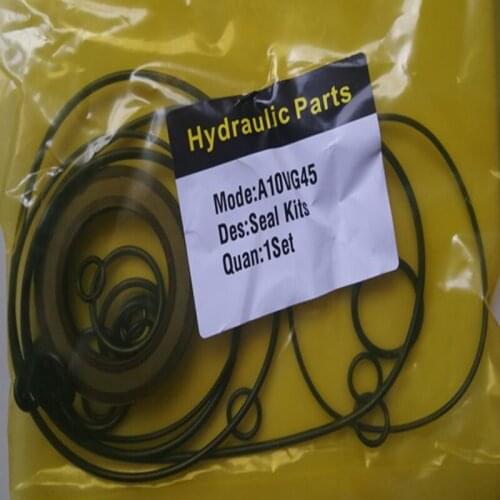 Hydraulic Parts
Mode:A10VG45
Des:Seal Kits
Quan:1Set